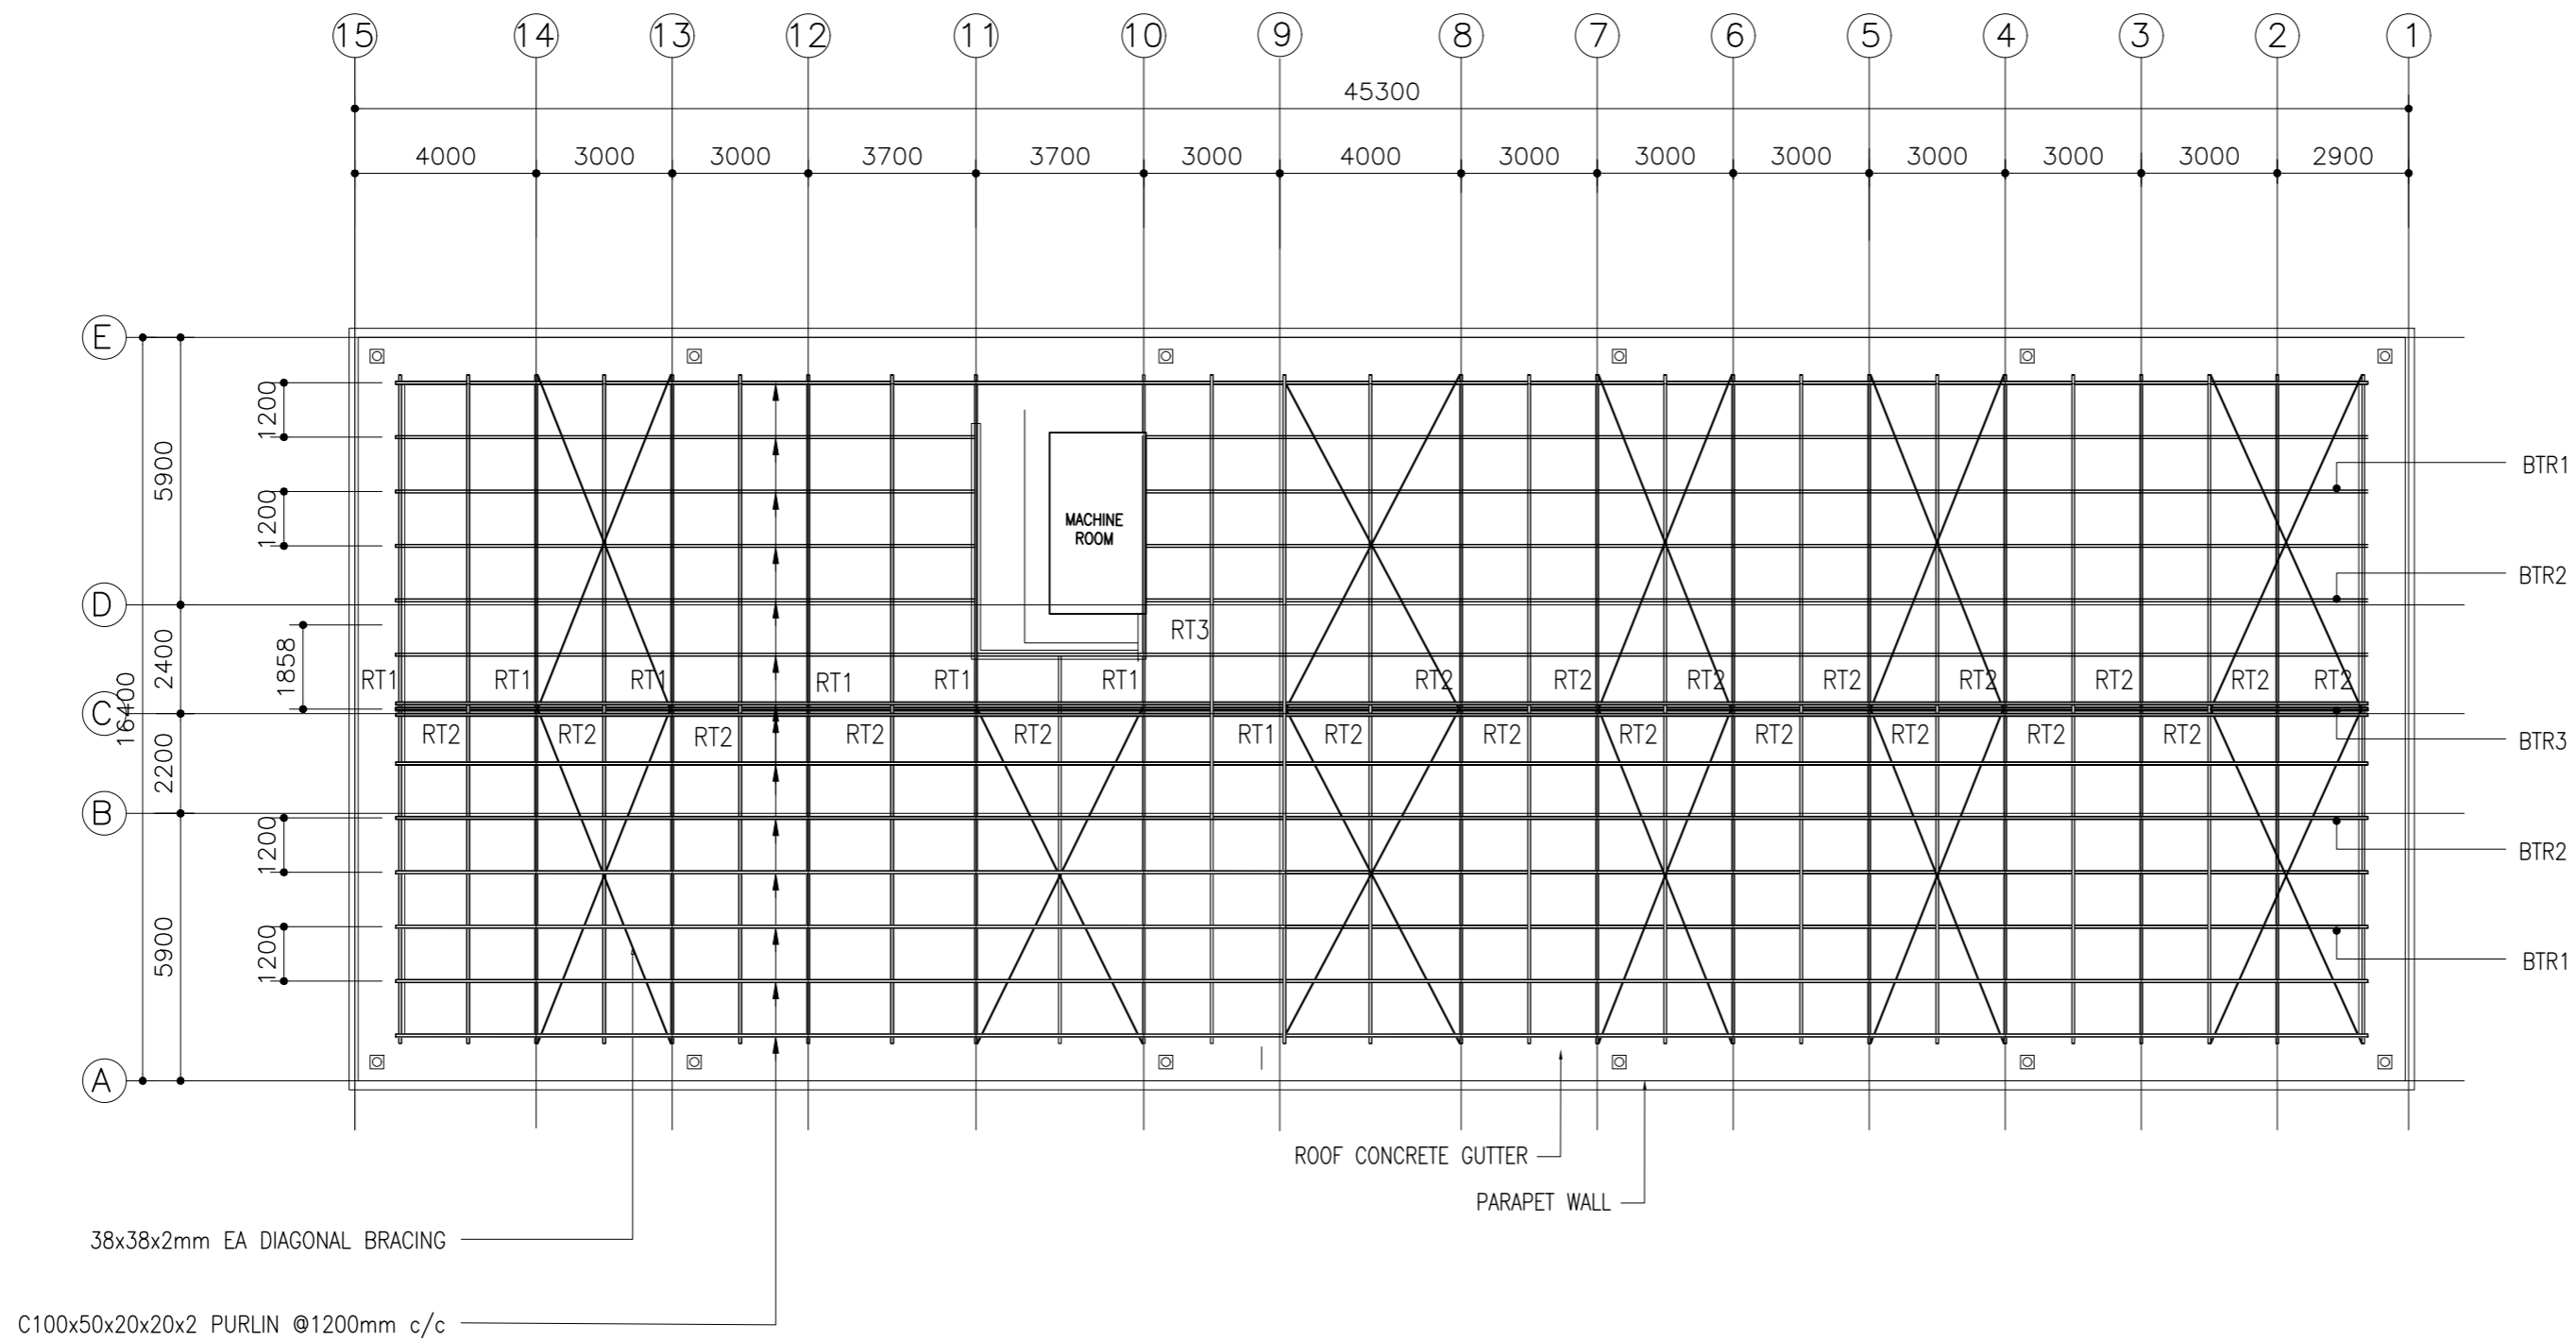 15 14 13 12 11 10 9 8 7 6 5 4 3 2 1
45300
4000 3000 3000 3700 3700 3000 4000 3000 3000 3000 3000 3000 3000 2900
E
1200
5900
BTR1
1200
MACHINE
ROOM
BTR2
D
RT3
2400
1858
RT1 RT1 RT1 RT1 RT1 RT1 RT2 RT2 RT2 RT2 RT2 RT2 RT2 RT2
C
16400
RT2 RT2 RT2 RT2 RT2 RT1 RT2 RT2 RT2 RT2 RT2 RT2 RT2
BTR3
2200
B
1200
BTR2
5900
1200
BTR1
A
ROOF CONCRETE GUTTER
PARAPET WALL
38x38x2mm EA DIAGONAL BRACING
C100x50x20x20x2 PURLIN @1200mm c/c